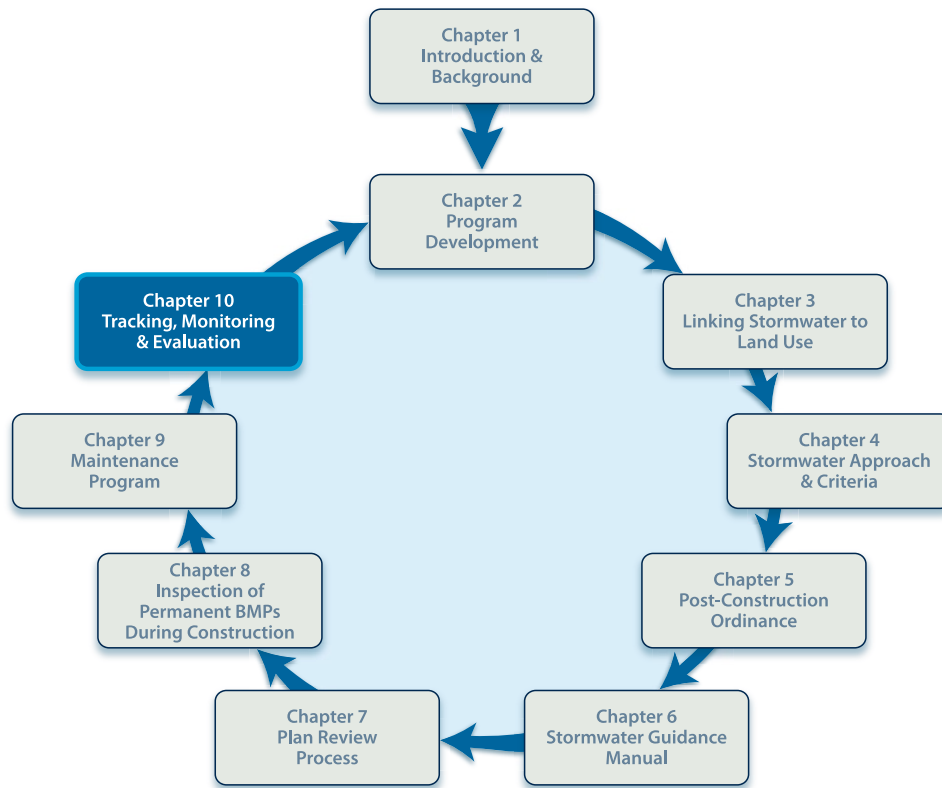 Chapter 1
Introduction &
Background
Chapter 2
Program
Development
Chapter 3
Linking Stormwater to
Land Use
Chapter 4
Stormwater Approach
& Criteria
Chapter 5
Post-Construction
Ordinance
Chapter 6
Stormwater Guidance
Manual
Chapter 7
Plan Review
Process
Chapter 8
Inspection of
Permanent BMPs
During Construction
Chapter 9
Maintenance
Program
Chapter 10
Tracking, Monitoring
& Evaluation